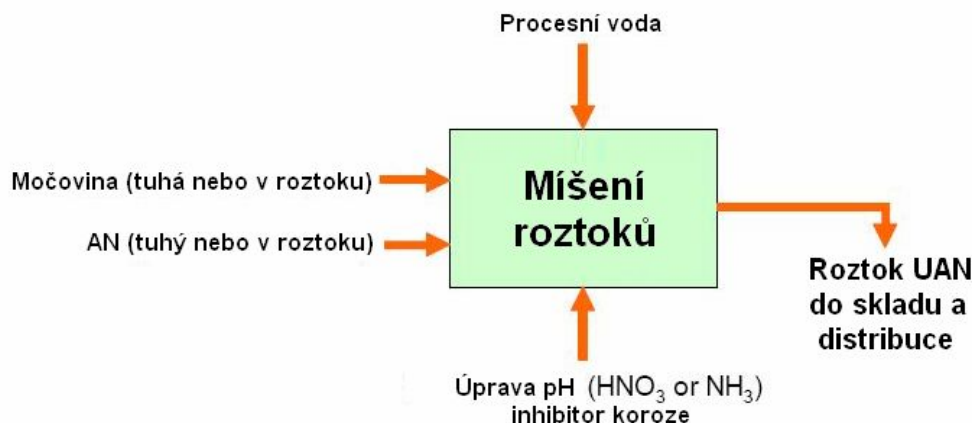 Procesní voda
Močovina (tuhá nebo v roztoku)
AN (tuhý nebo v roztoku)
Míšení
roztoků
Roztok UAN
do skladu a
distribuce
Úprava pH (HNO₃ or NH₃)
inhibitor koroze